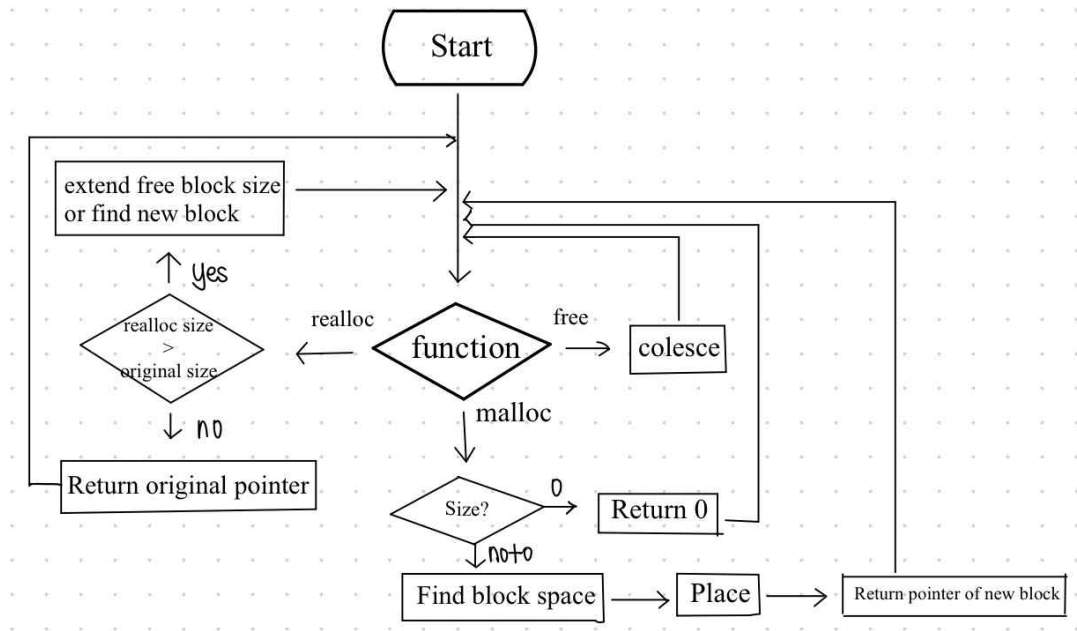 Start
extend free block size
or find new block
yes
realloc size
>
original size
realloc
function
free
colesce
no
malloc
Return original pointer
Size?
0
Return 0
not0
Find block space
Place
Return pointer of new block